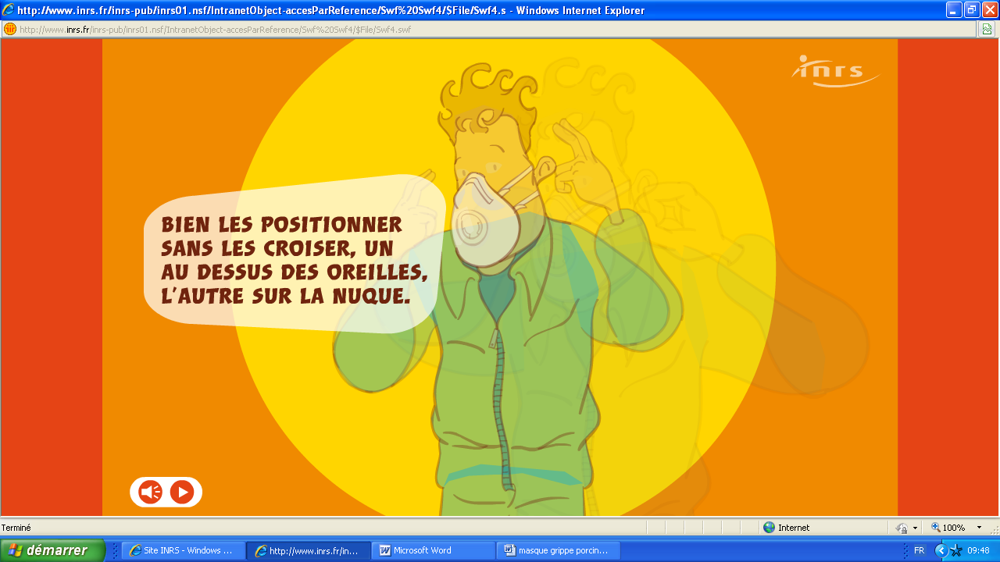 http://www.inrs.fr/inrs-pub/inrs01.nsf/IntranetObject-accesParReference/Swf%20Swf4/$File/Swf4.s - Windows Internet Explorer
http://www.inrs.fr/inrs-pub/inrs01.nsf/IntranetObject-accesParReference/Swf%20Swf4/$File/Swf4.swf
inrs
BIEN LES POSITIONNER
SANS LES CROISER, UN
AU DESSUS DES OREILLES,
L'AUTRE SUR LA NUQUE.
Terminé
Internet
100%
démarrer
Site INRS - Windows ...
http://www.inrs.fr/in...
Microsoft Word
masque grippe porcin...
FR
09:48